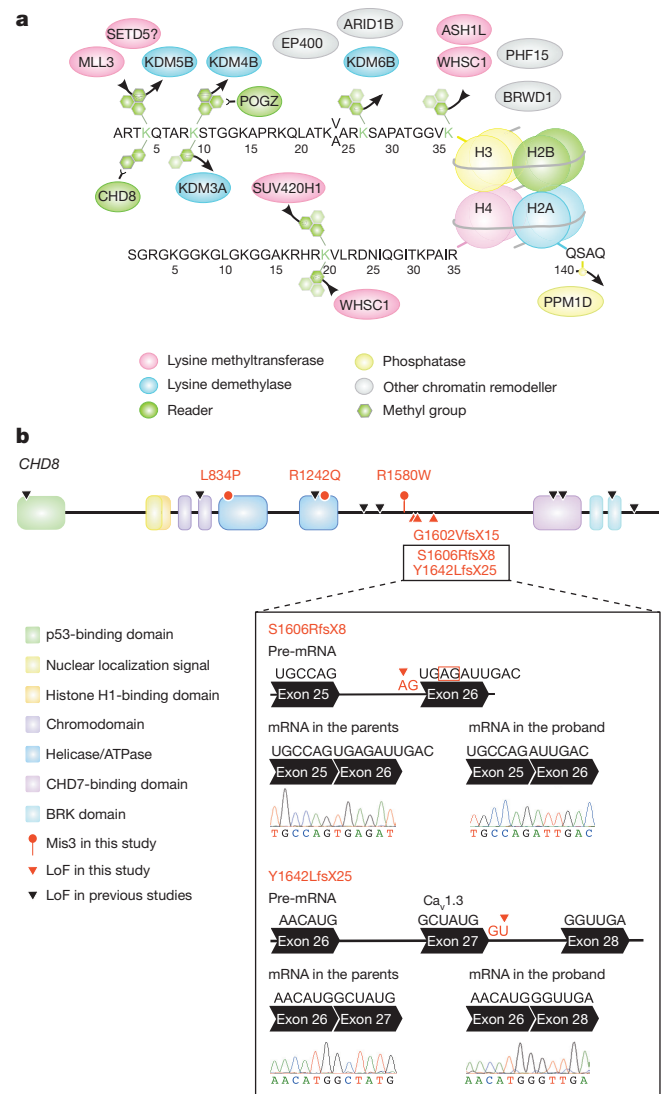 a
SETD5?
MLL3
KDM5B
KDM4B
POGZ
EP400
ARID1B
KDM6B
ASH1L
WHSC1
PHF15
BRWD1
ARTKQTARKSTGGKAPRKQLATKVAARKSAPATGGVK
5 10 15 20 25 30 35
CHD8
KDM3A
SUV420H1
H3
H2B
H4
H2A
SGRGKGGKGLGKGGAKRHRKVLRDNIQGITKPAIR
5 10 15 20 25 30 35
WHSC1
QSAQ
140
PPM1D
Lysine methyltransferase
Lysine demethylase
Reader
Phosphatase
Other chromatin remodeller
Methyl group
b
CHD8
L834P
R1242Q
R1580W
G1602VfsX15
S1606RfsX8
Y1642LfsX25
p53-binding domain
Nuclear localization signal
Histone H1-binding domain
Chromodomain
Helicase/ATPase
CHD7-binding domain
BRK domain
Mis3 in this study
LoF in this study
LoF in previous studies
S1606RfsX8
Pre-mRNA
UGCCAG
AG
UGAGAUUGAC
Exon 25
Exon 26
mRNA in the parents
UGCCAGUGAGAUUGAC
Exon 25
Exon 26
TGCCAGTGAGAT
mRNA in the proband
UGCCAGAUUGAC
Exon 25
Exon 26
TGCCAGATTGAC
Y1642LfsX25
Pre-mRNA
Cav1.3
AACAUG
GCUAUG
GU
GGUUGA
Exon 26
Exon 27
Exon 28
mRNA in the parents
AACAUGGCUAUG
Exon 26
Exon 27
AACATGGCTATG
mRNA in the proband
AACAUGGGUUGA
Exon 26
Exon 28
AACATGGGTTGA